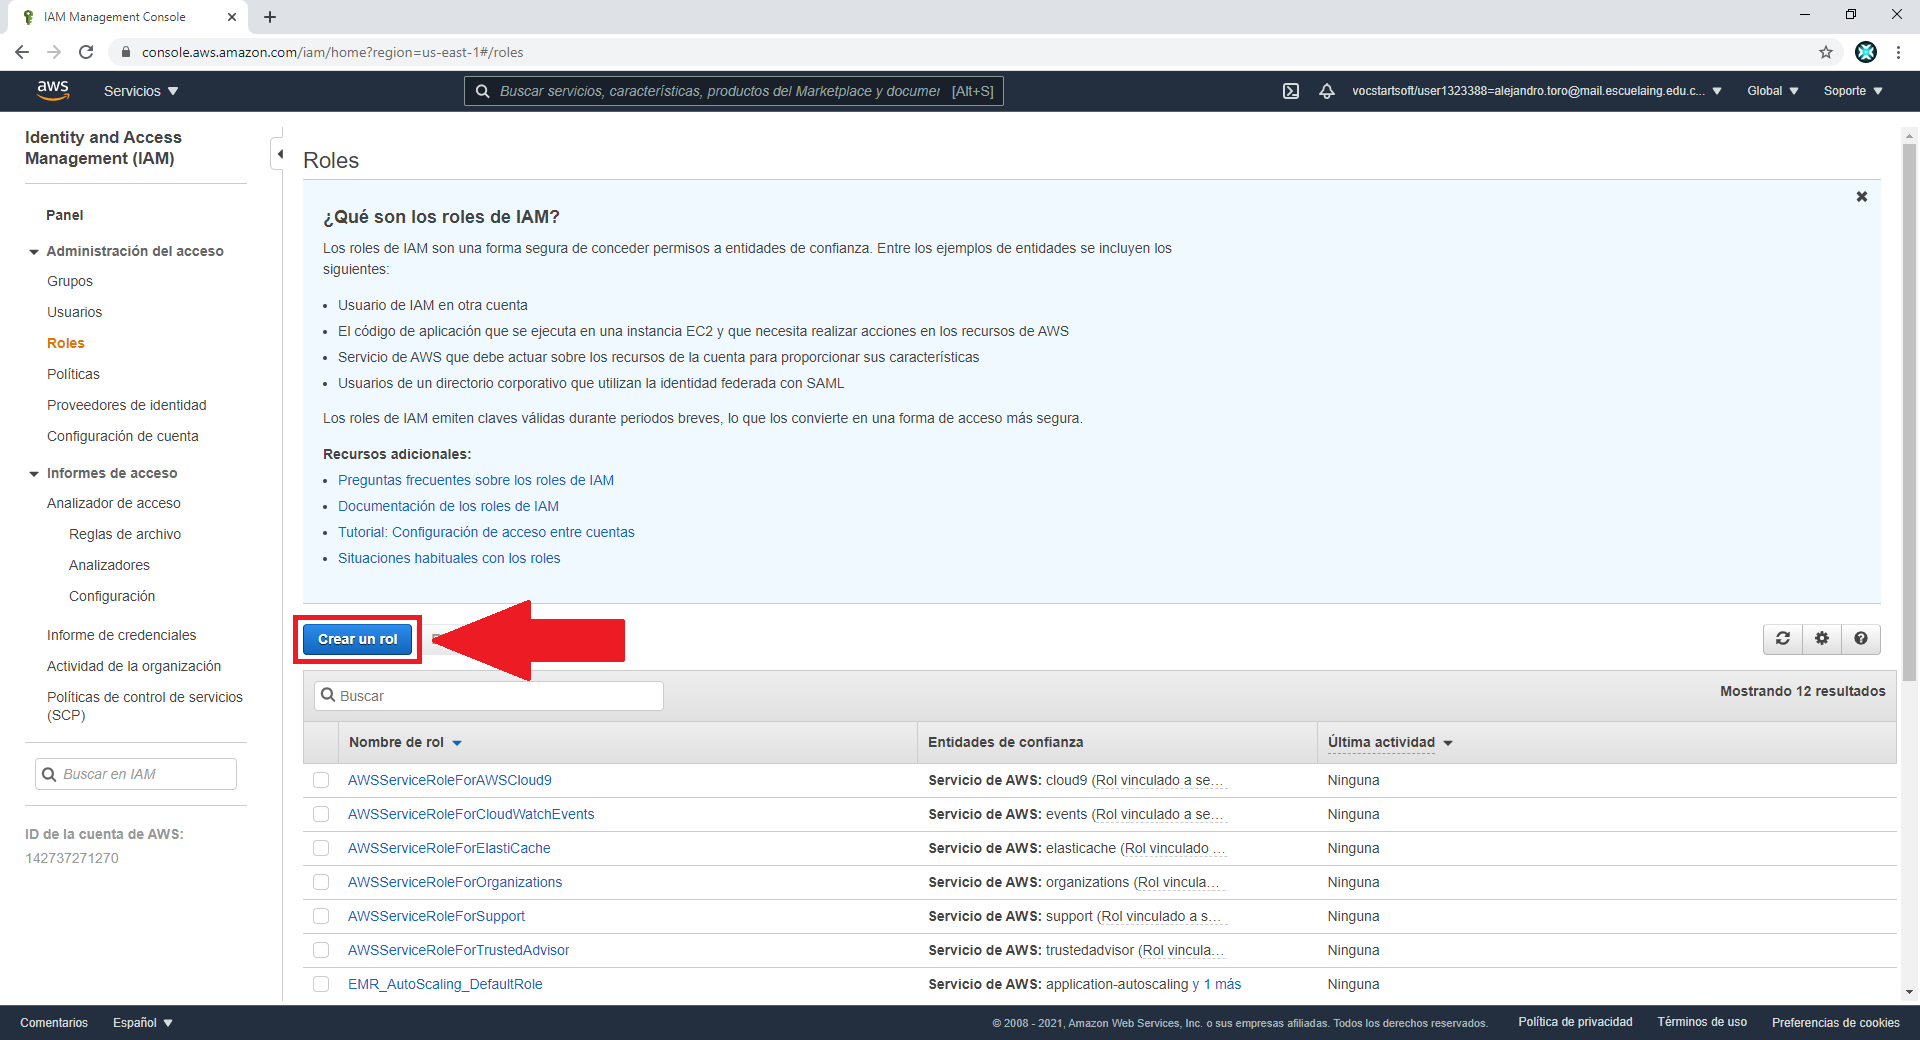 IAM Management Console
console.aws.amazon.com/iam/home?region=us-east-1#/roles
aws
Servicios
Buscar servicios, características, productos del Marketplace y documer [Alt+S]
vocstartsoft/user1323388=alejandro.toro@mail.escuelaing.edu.c...
Global
Soporte
Identity and Access
Management (IAM)
Panel
Administración del acceso
Grupos
Usuarios
Roles
Políticas
Proveedores de identidad
Configuración de cuenta
Informes de acceso
Analizador de acceso
Reglas de archivo
Analizadores
Configuración
Informe de credenciales
Actividad de la organización
Políticas de control de servicios
(SCP)
Buscar en IAM
ID de la cuenta de AWS:
142737271270
Roles
¿Qué son los roles de IAM?
Los roles de IAM son una forma segura de conceder permisos a entidades de confianza. Entre los ejemplos de entidades se incluyen los
siguientes:
• Usuario de IAM en otra cuenta
• El código de aplicación que se ejecuta en una instancia EC2 y que necesita realizar acciones en los recursos de AWS
• Servicio de AWS que debe actuar sobre los recursos de la cuenta para proporcionar sus características
• Usuarios de un directorio corporativo que utilizan la identidad federada con SAML
Los roles de IAM emiten claves válidas durante periodos breves, lo que los convierte en una forma de acceso más segura.
Recursos adicionales:
• Preguntas frecuentes sobre los roles de IAM
• Documentación de los roles de IAM
• Tutorial: Configuración de acceso entre cuentas
• Situaciones habituales con los roles
Crear un rol
Buscar
Mostrando 12 resultados
Nombre de rol Entidades de confianza Última actividad
AWSServiceRoleForAWSCloud9 Servicio de AWS: cloud9 (Rol vinculado a se... Ninguna
AWSServiceRoleForCloudWatchEvents Servicio de AWS: events (Rol vinculado a se... Ninguna
AWSServiceRoleForElastiCache Servicio de AWS: elasticache (Rol vinculado ... Ninguna
AWSServiceRoleForOrganizations Servicio de AWS: organizations (Rol vincula... Ninguna
AWSServiceRoleForSupport Servicio de AWS: support (Rol vinculado a s... Ninguna
AWSServiceRoleForTrustedAdvisor Servicio de AWS: trustedadvisor (Rol vincula... Ninguna
EMR_AutoScaling_DefaultRole Servicio de AWS: application-autoscaling y 1 más Ninguna
Comentarios
Español
© 2008 - 2021, Amazon Web Services, Inc. o sus empresas afiliadas. Todos los derechos reservados.
Política de privacidad
Términos de uso
Preferencias de cookies